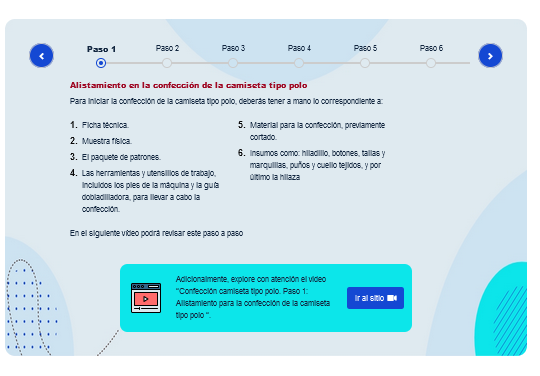 Paso 1
Paso 2
Paso 3
Paso 4
Paso 5
Paso 6
Alistamiento en la confección de la camiseta tipo polo
Para iniciar la confección de la camiseta tipo polo, deberás tener a mano lo correspondiente a:
1. Ficha técnica.
2. Muestra física.
3. El paquete de patrones.
4. Las herramientas y utensilios de trabajo,
incluidos los pies de la máquina y la guía
dobladilladora, para llevar a cabo la
confección.
5. Material para la confección, previamente
cortado.
6. Insumos como: hiladillo, botones, tallas y
marquillas, puños y cuello tejidos, y por
último la hilaza
En el siguiente vídeo podrá revisar este paso a paso
Adicionalmente, explore con atención el video
"Confección camiseta tipo polo. Paso 1:
Alistamiento para la confección de la camiseta
tipo polo ".
Ir al sitio